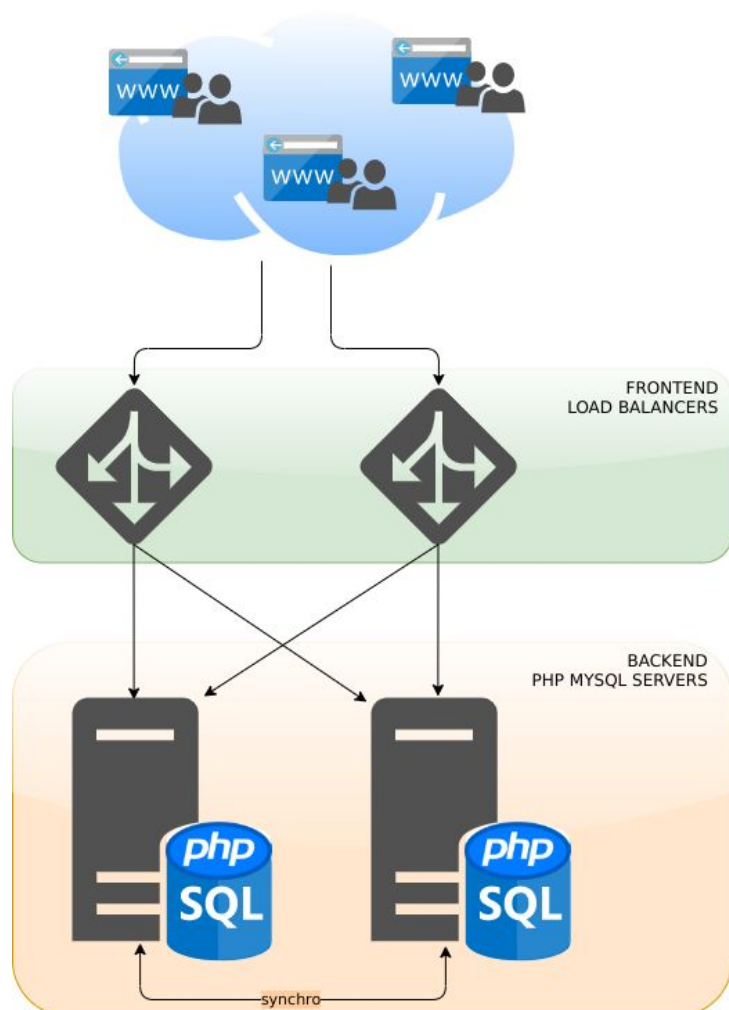 WWW
WWW
WWW
FRONTEND
LOAD BALANCERS
BACKEND
PHP MYSQL SERVERS
php
SQL
php
SQL
synchro